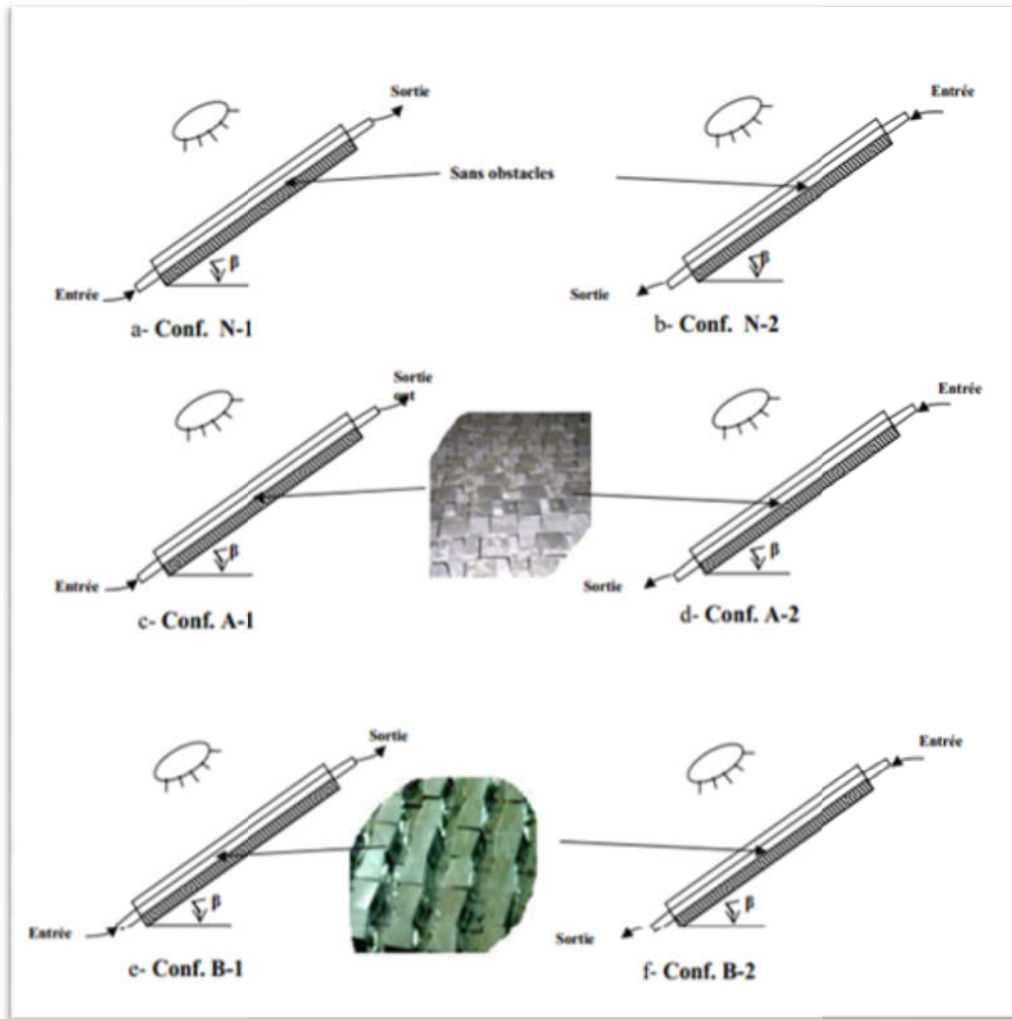 Sortie
Entrée
Sans obstacles
β
β
Entrée
Sortie
a- Conf. N-1
b- Conf. N-2
Sortie
out
Entrée
β
β
Entrée
Sortie
c- Conf. A-1
d- Conf. A-2
Sortie
Entrée
β
β
Entrée
Sortie
e- Conf. B-1
f- Conf. B-2